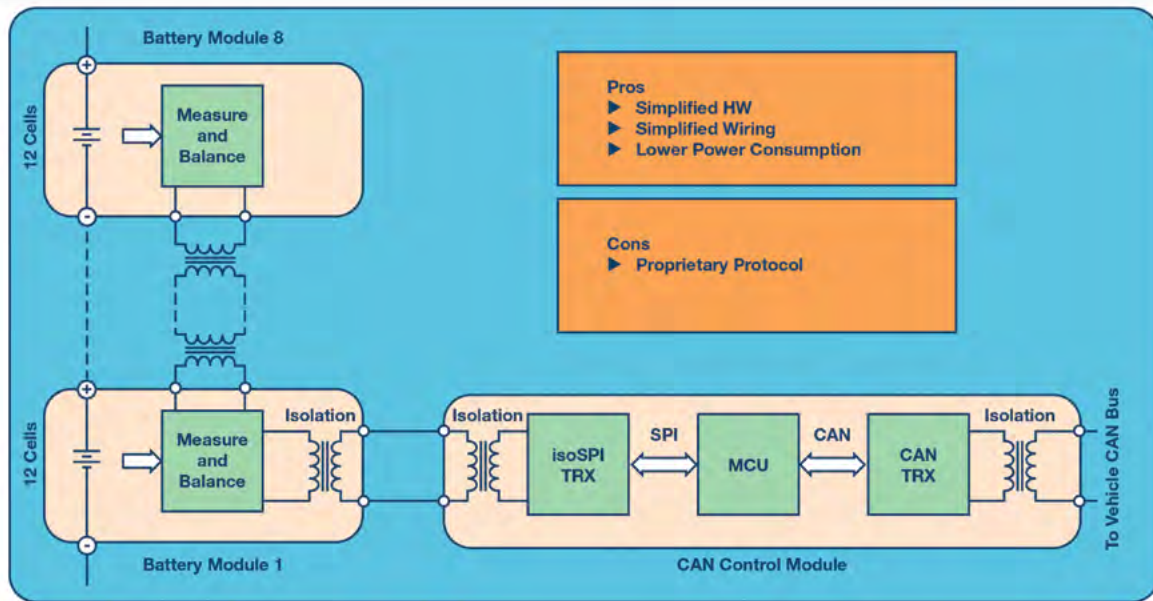 Battery Module 8
12 Cells
+
Measure
and
Balance
-
Pros
► Simplified HW
► Simplified Wiring
► Lower Power Consumption
Cons
► Proprietary Protocol
12 Cells
+
Measure
and
Balance
-
Isolation
Battery Module 1
Isolation
isoSPI
TRX
SPI
MCU
CAN
CAN
TRX
Isolation
To Vehicle CAN Bus
CAN Control Module